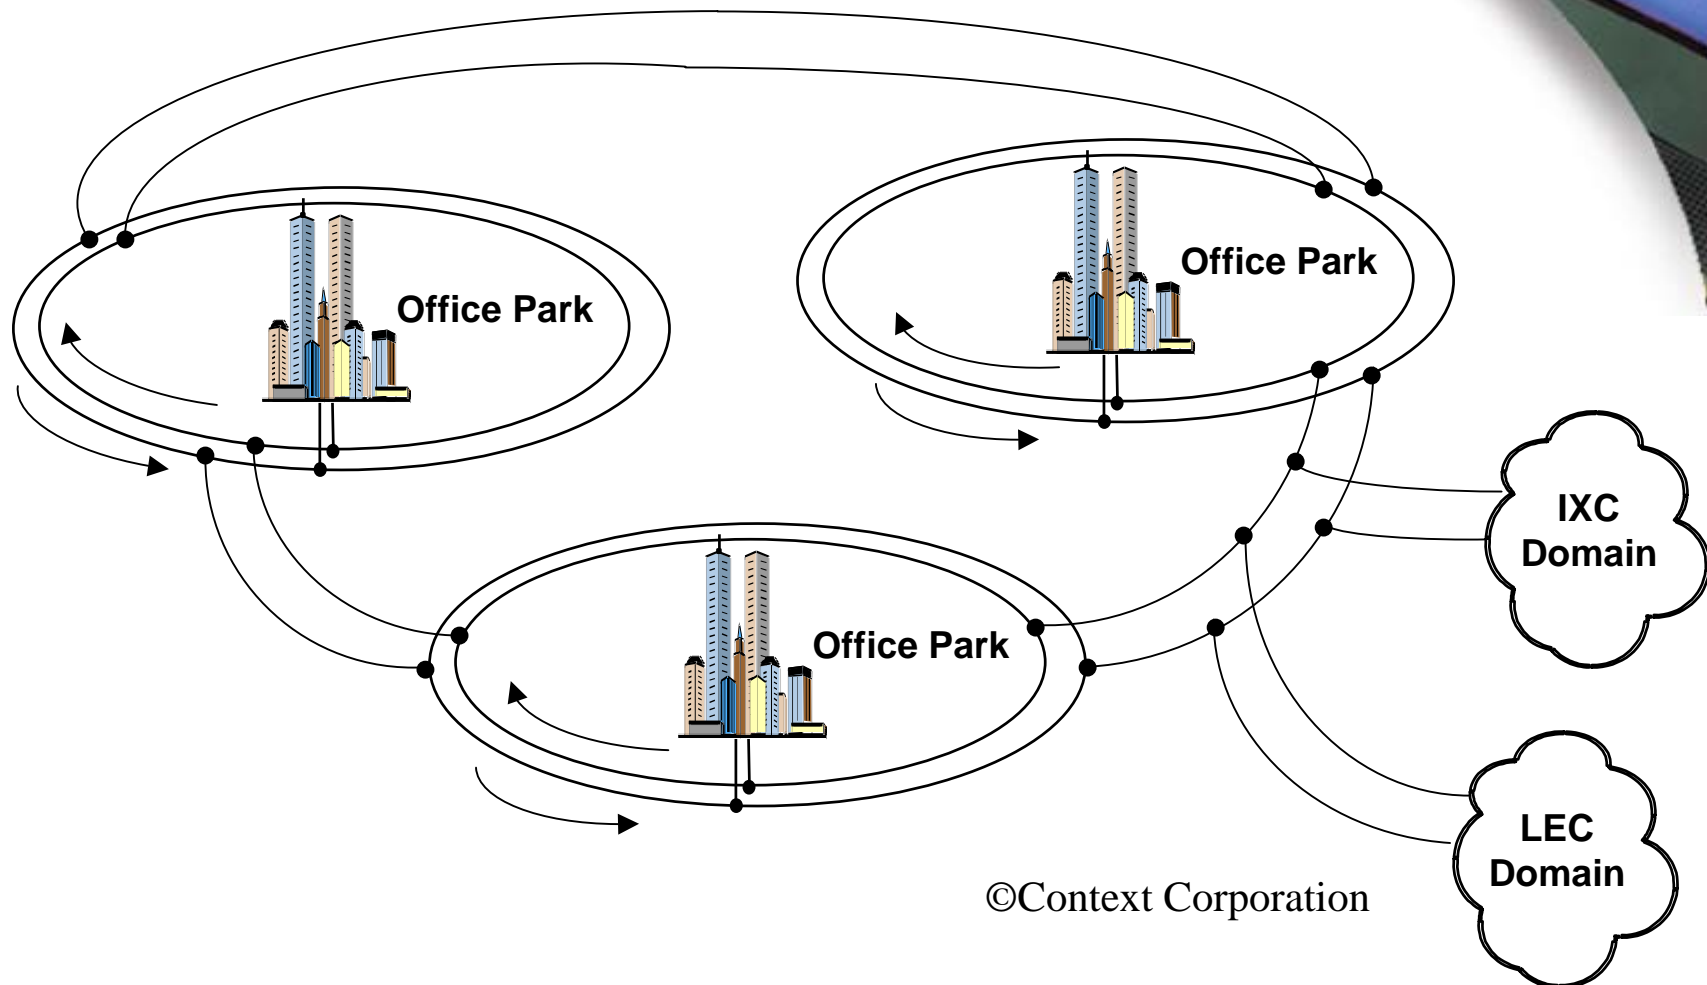 Office Park
Office Park
IXC
Domain
Office Park
LEC
Domain
©Context Corporation